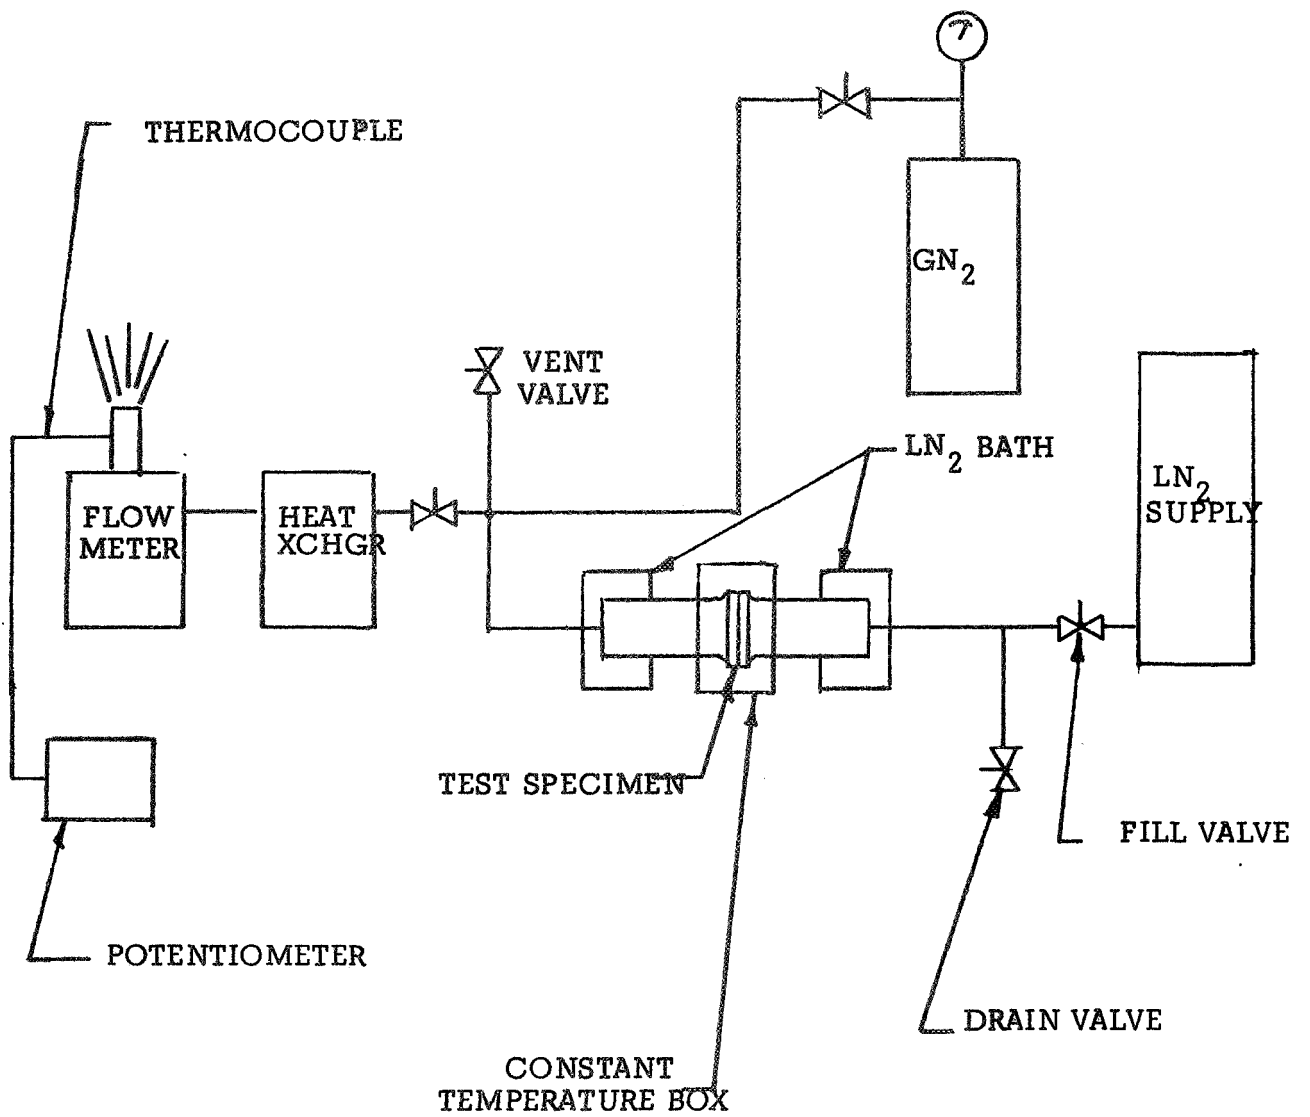 THERMOCOUPLE
GN2
VENT
VALVE
LN2 BATH
LN2
SUPPLY
FLOW
METER
HEAT
XCHGR
TEST SPECIMEN
FILL VALVE
POTENTIOMETER
DRAIN VALVE
CONSTANT
TEMPERATURE BOX